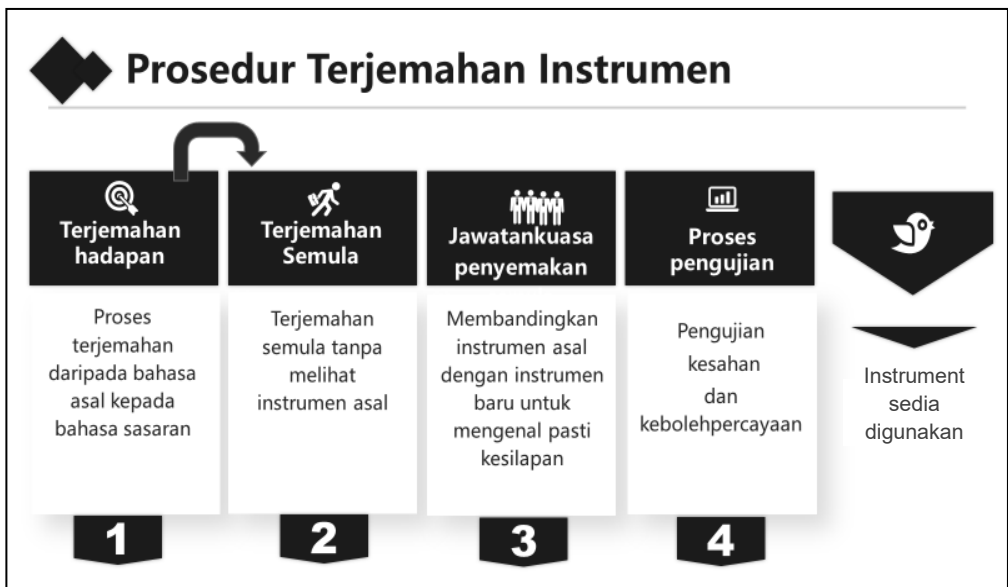 Prosedur Terjemahan Instrumen
Terjemahan
hadapan
Proses
terjemahan
daripada bahasa
asal kepada
bahasa sasaran
1
Terjemahan
Semula
Terjemahan
semula tanpa
melihat
instrumen asal
2
Jawatankuasa
penyemakan
Membandingkan
instrumen asal
dengan instrumen
baru untuk
mengenal pasti
kesilapan
3
Proses
pengujian
Pengujian
kesahan
dan
kebolehpercayaan
4
Instrument
sedia
digunakan